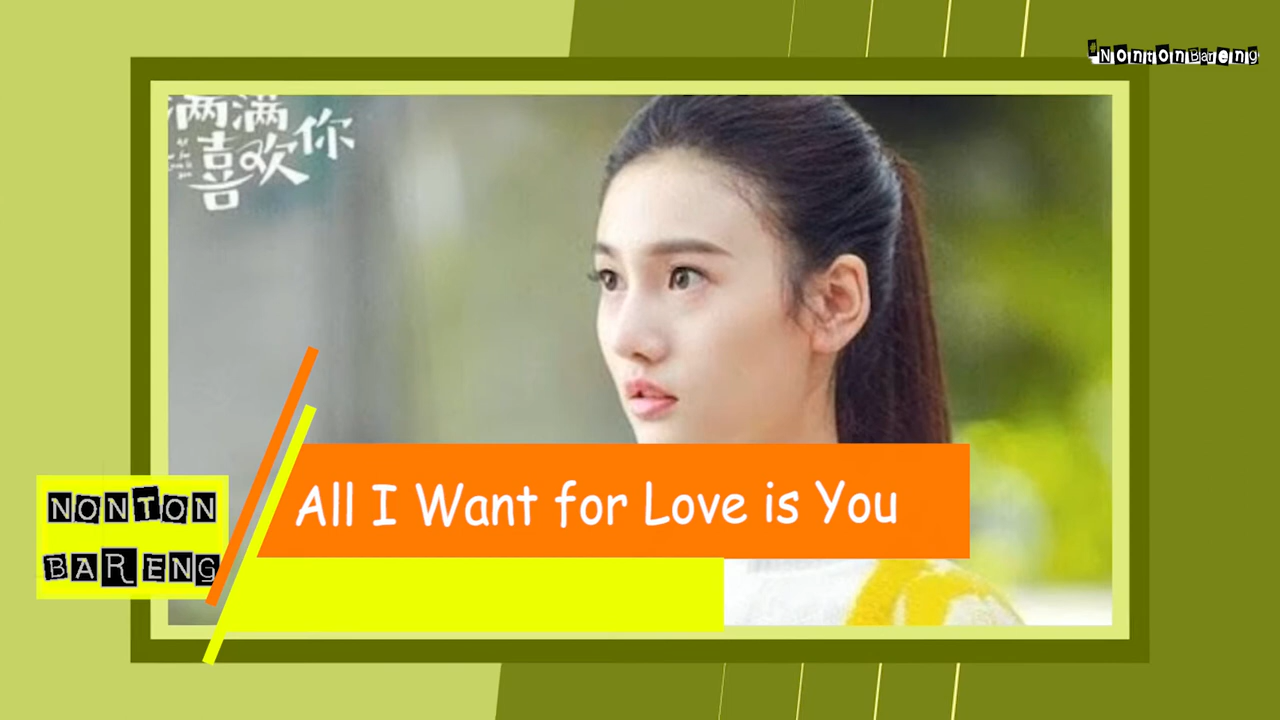 #NontonBareng
满满
喜欢你
NONTON
BARENG
All I Want for Love is You